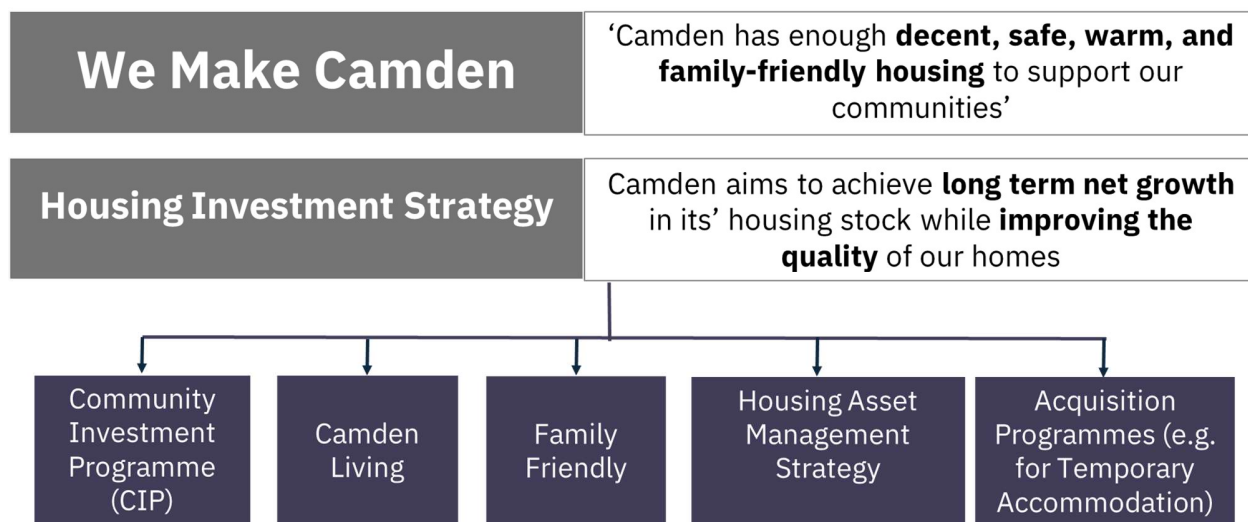 We Make Camden
‘Camden has enough decent, safe, warm, and
family-friendly housing to support our
communities’
Housing Investment Strategy
Camden aims to achieve long term net growth
in its’ housing stock while improving the
quality of our homes
Community
Investment
Programme
(CIP)
Camden
Living
Family
Friendly
Housing Asset
Management
Strategy
Acquisition
Programmes (e.g.
for Temporary
Accommodation)